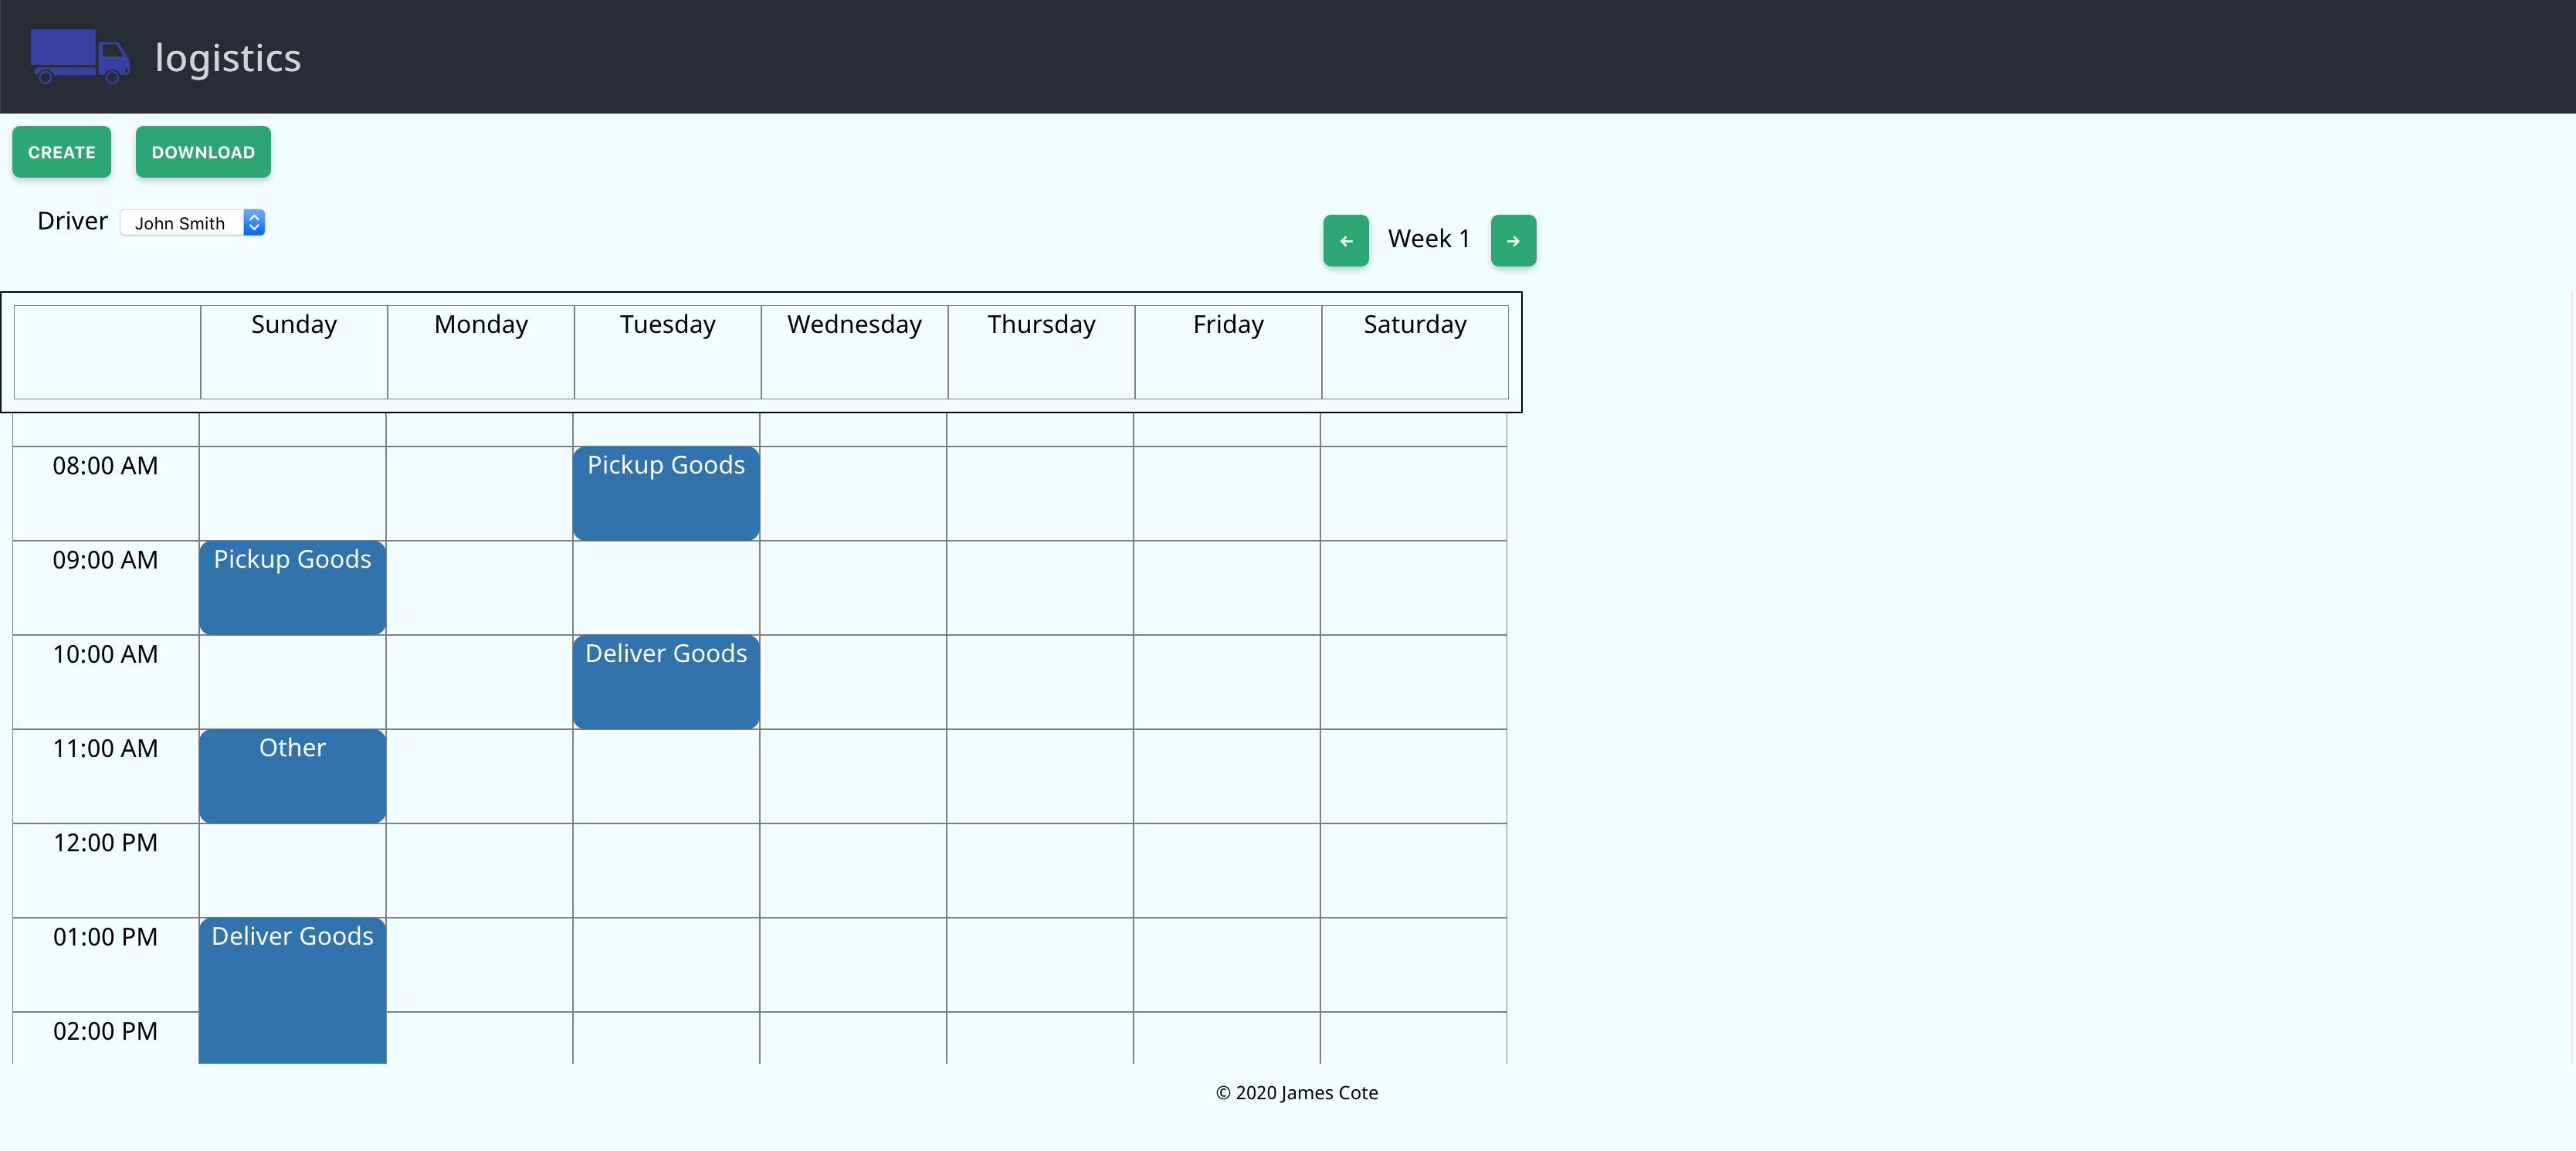 logistics
CREATE DOWNLOAD
Driver John Smith
← Week 1 →
Sunday Monday Tuesday Wednesday Thursday Friday Saturday
08:00 AM Pickup Goods
09:00 AM Pickup Goods
10:00 AM Deliver Goods
11:00 AM Other
12:00 PM
01:00 PM Deliver Goods
02:00 PM
© 2020 James Cote